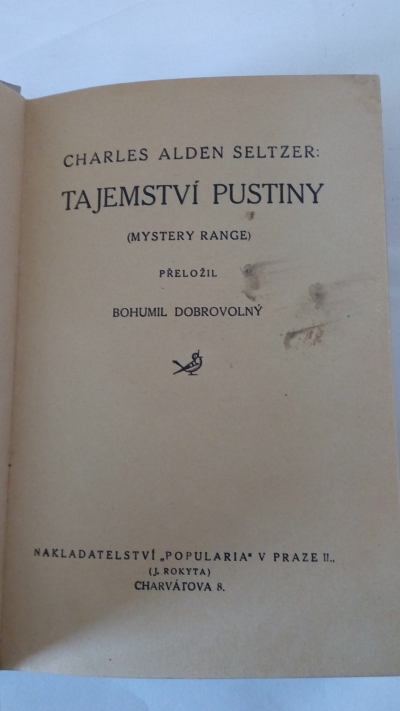 CHARLES ALDEN SELTZER:
TAJEMSTVÍ PUSTINY
(MYSTERY RANGE)
PŘELOŽIL
BOHUMIL DOBROVOLNÝ
NAKLADATELSTVÍ „POPULARIA" V PRAZE II.,
(J. ROKYTA)
CHARVÁTOVA 8.